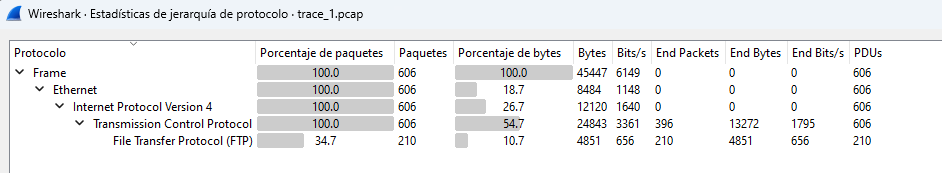 Wireshark · Estadísticas de jerarquía de protocolo · trace_1.pcap
Protocolo Porcentaje de paquetes Paquetes Porcentaje de bytes Bytes Bits/s End Packets End Bytes End Bits/s PDUs
Frame 100.0 606 100.0 45447 6149 0 0 0 606
Ethernet 100.0 606 18.7 8484 1148 0 0 0 606
Internet Protocol Version 4 100.0 606 26.7 12120 1640 0 0 0 606
Transmission Control Protocol 100.0 606 54.7 24843 3361 396 13272 1795 606
File Transfer Protocol (FTP) 34.7 210 10.7 4851 656 210 4851 656 210